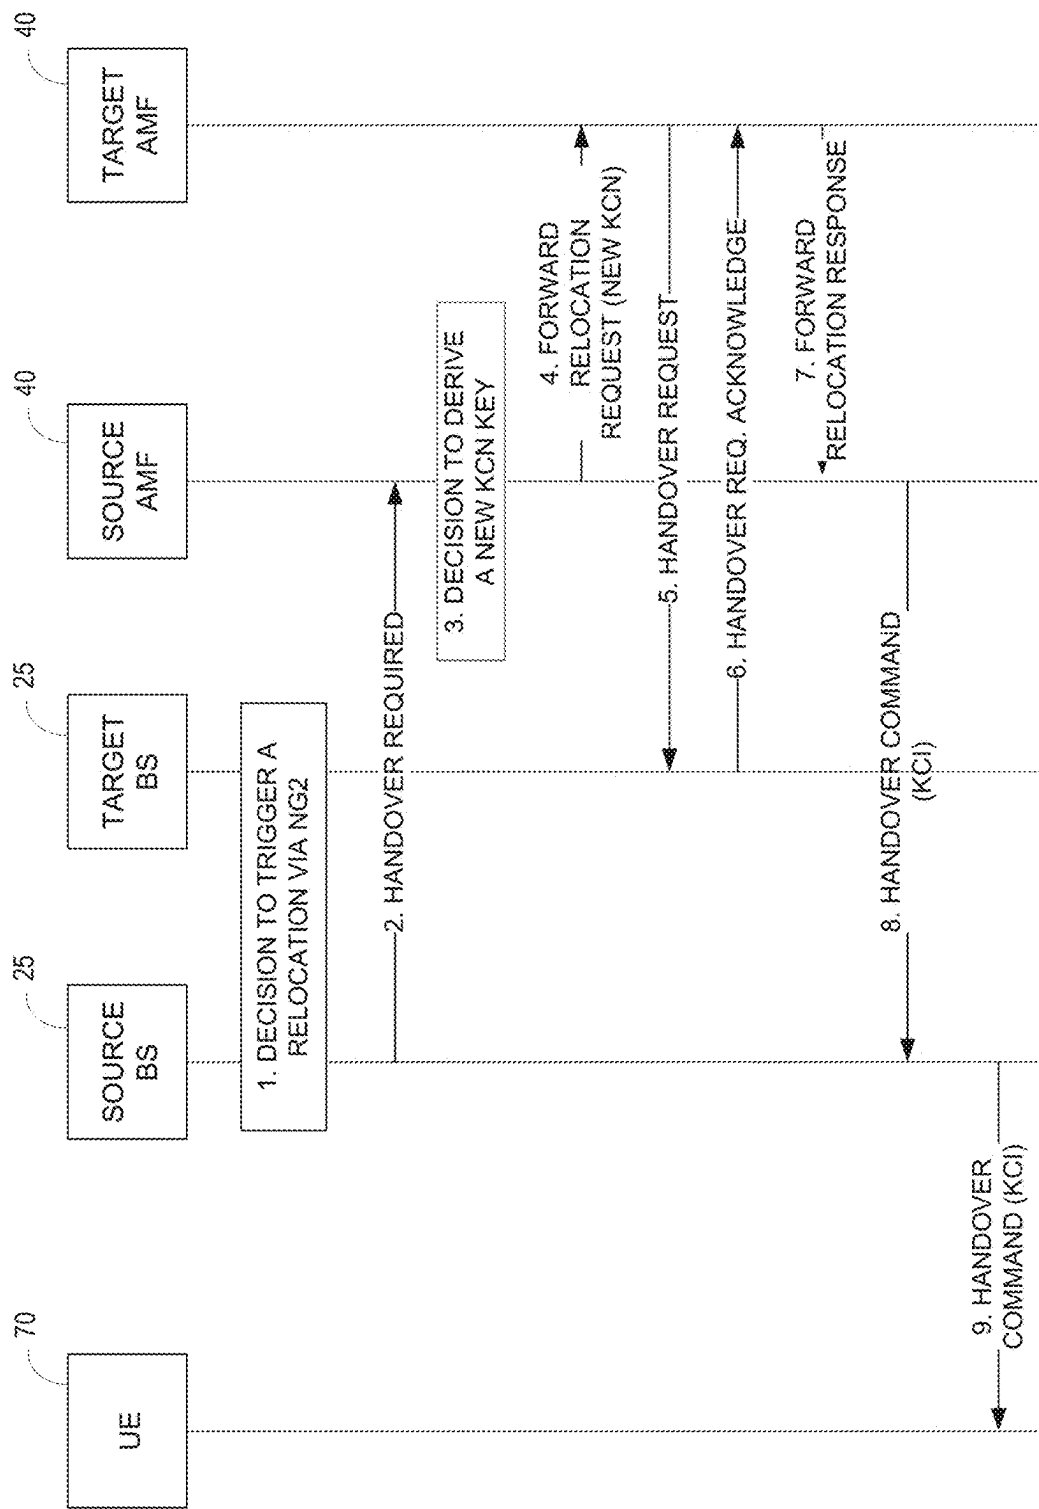 70
25
25
40
40
UE
SOURCE
BS
TARGET
BS
SOURCE
AMF
TARGET
AMF
1. DECISION TO TRIGGER A
RELOCATION VIA NG2
2. HANDOVER REQUIRED
3. DECISION TO DERIVE
A NEW KCN KEY
4. FORWARD
RELOCATION
REQUEST (NEW KCN)
5. HANDOVER REQUEST
6. HANDOVER REQ. ACKNOWLEDGE
7. FORWARD
RELOCATION RESPONSE
8. HANDOVER COMMAND
(KCI)
9. HANDOVER
COMMAND (KCI)